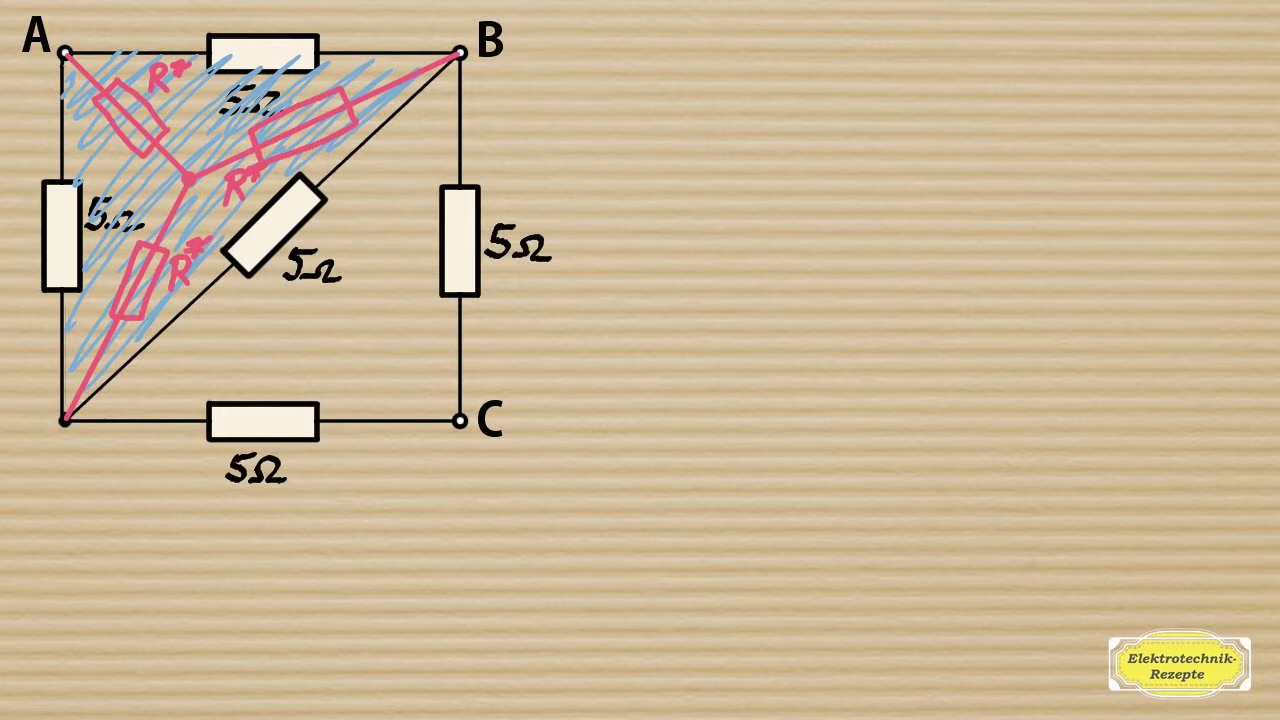 A
B
R*
5Ω
R*
5Ω
R*
5Ω
5Ω
C
5Ω
Elektrotechnik-
Rezepte